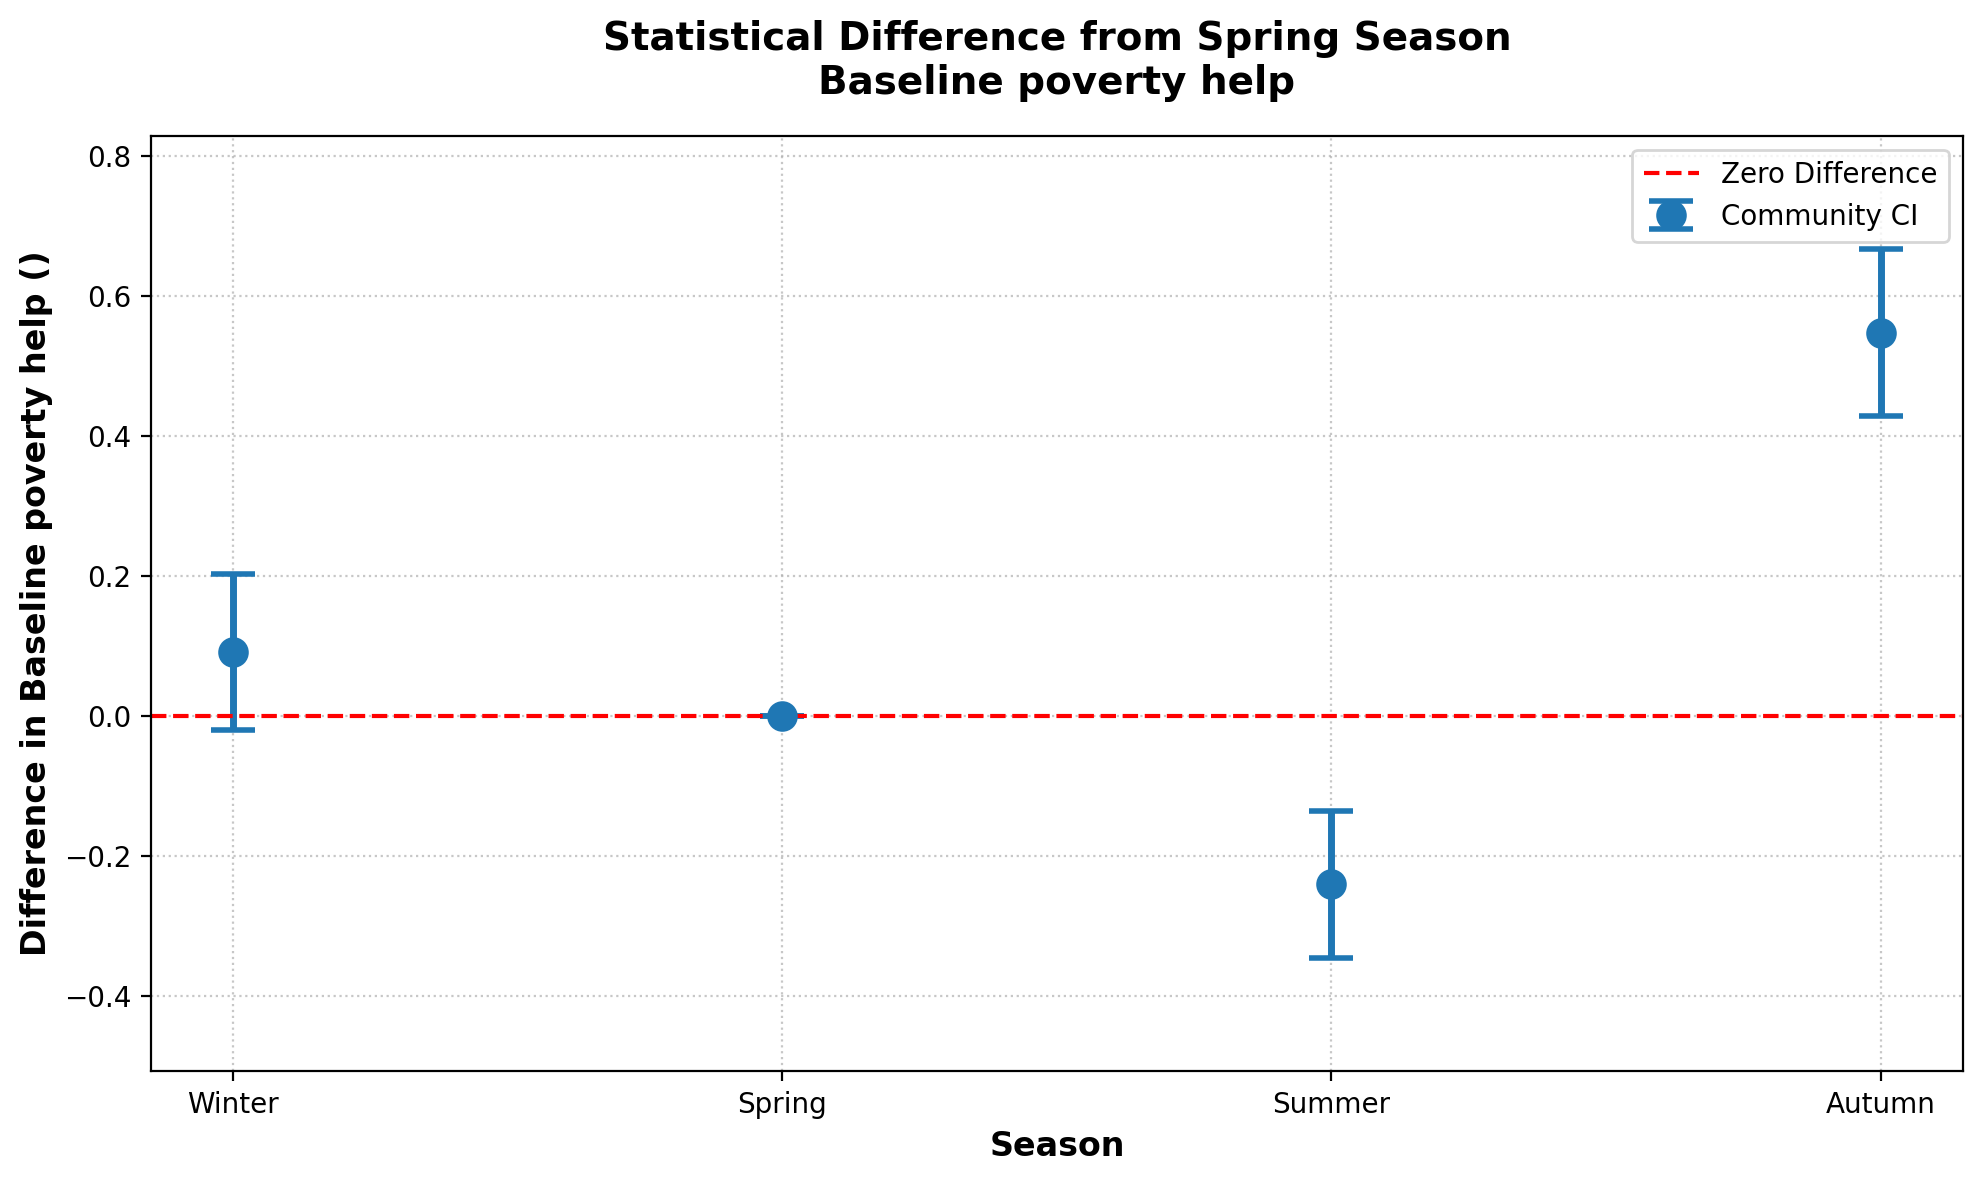 Statistical Difference from Spring Season
Baseline poverty help
Difference in Baseline poverty help ()
0.8
0.6
0.4
0.2
0.0
−0.2
−0.4
Zero Difference
Community CI
Winter
Spring
Summer
Autumn
Season